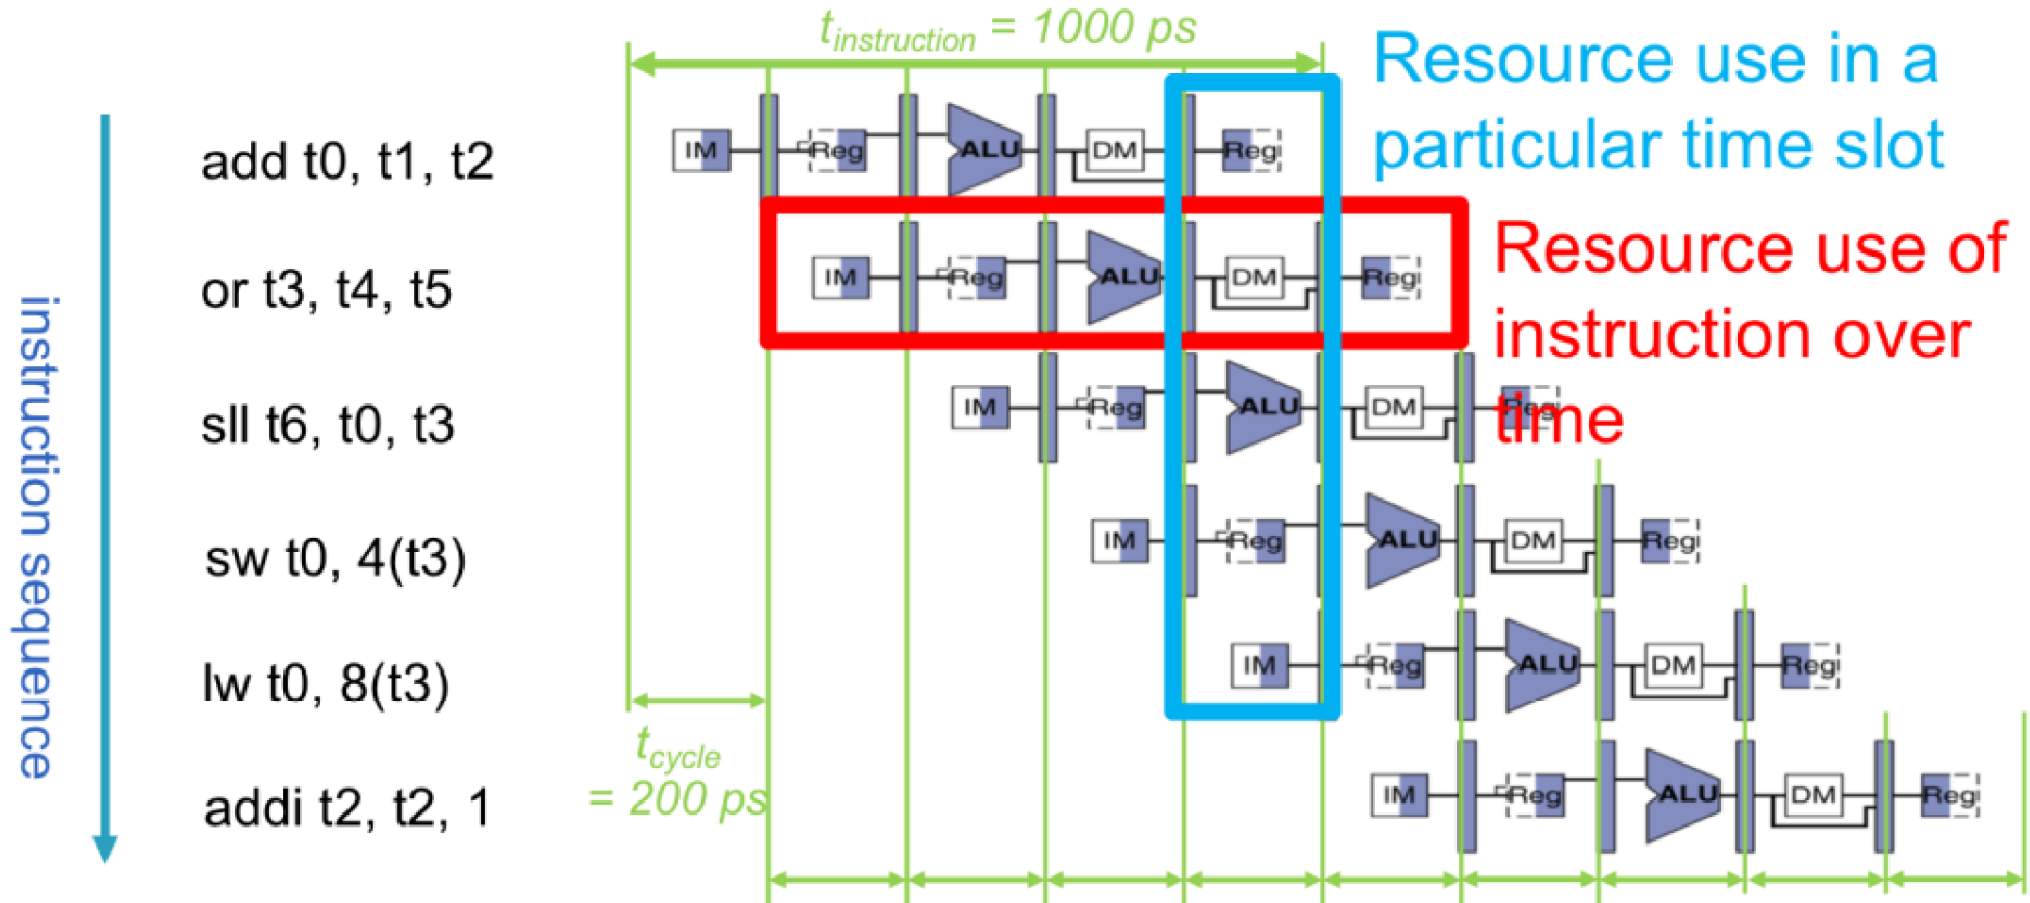 t_instruction = 1000 ps
Resource use in a
particular time slot
Resource use of
instruction over
time
instruction sequence
add t0, t1, t2
IM Reg ALU DM Reg
or t3, t4, t5
IM Reg ALU DM Reg
sll t6, t0, t3
IM Reg ALU DM Reg
sw t0, 4(t3)
IM Reg ALU DM Reg
lw t0, 8(t3)
IM Reg ALU DM Reg
t_cycle
= 200 ps
addi t2, t2, 1
IM Reg ALU DM Reg